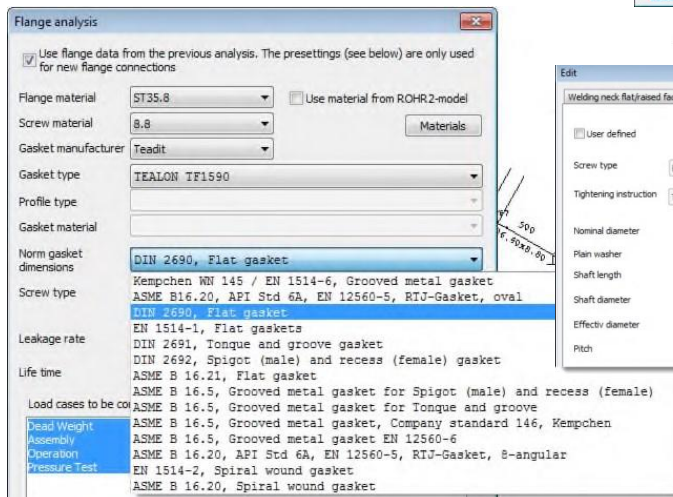 Flange analysis
Use flange data from the previous analysis. The presettings (see below) are only used
for new flange connections
Flange material ST35.8 Use material from ROHR2-model
Screw material 8.8 Materials
Gasket manufacturer Teadit
Gasket type TEALON TF1590
Profile type
Gasket material
Norm gasket
dimensions
DIN 2690, Flat gasket
Screw type
Leakage rate
Life time
Load cases to be
Dead Weight
Assembly
Operation
Pressure Test
Kempchen WN 145 / EN 1514-6, Grooved metal gasket
ASME B16.20, API Std 6A, EN 12560-5, RTJ-Gasket, oval
DIN 2690, Flat gasket
EN 1514-1, Flat gaskets
DIN 2691, Tonque and groove gasket
DIN 2692, Spigot (male) and recess (female) gasket
ASME B 16.21, Flat gasket
ASME B 16.5, Grooved metal gasket for Spigot (male) and recess (female)
ASME B 16.5, Grooved metal gasket for Tonque and groove
ASME B 16.5, Grooved metal gasket, Company standard 146, Kempchen
ASME B 16.5, Grooved metal gasket EN 12560-6
ASME B 16.20, API Std 6A, EN 12560-5, RTJ-Gasket, 8-angular
EN 1514-2, Spiral wound gasket
ASME B 16.20, Spiral wound gasket
500
Edit
Welding neck flat/raised
User defined
Screw type
Tightening instruction
Nominal diameter
Plain washer
Shaft length
Shaft diameter
Effectiv diameter
Pitch